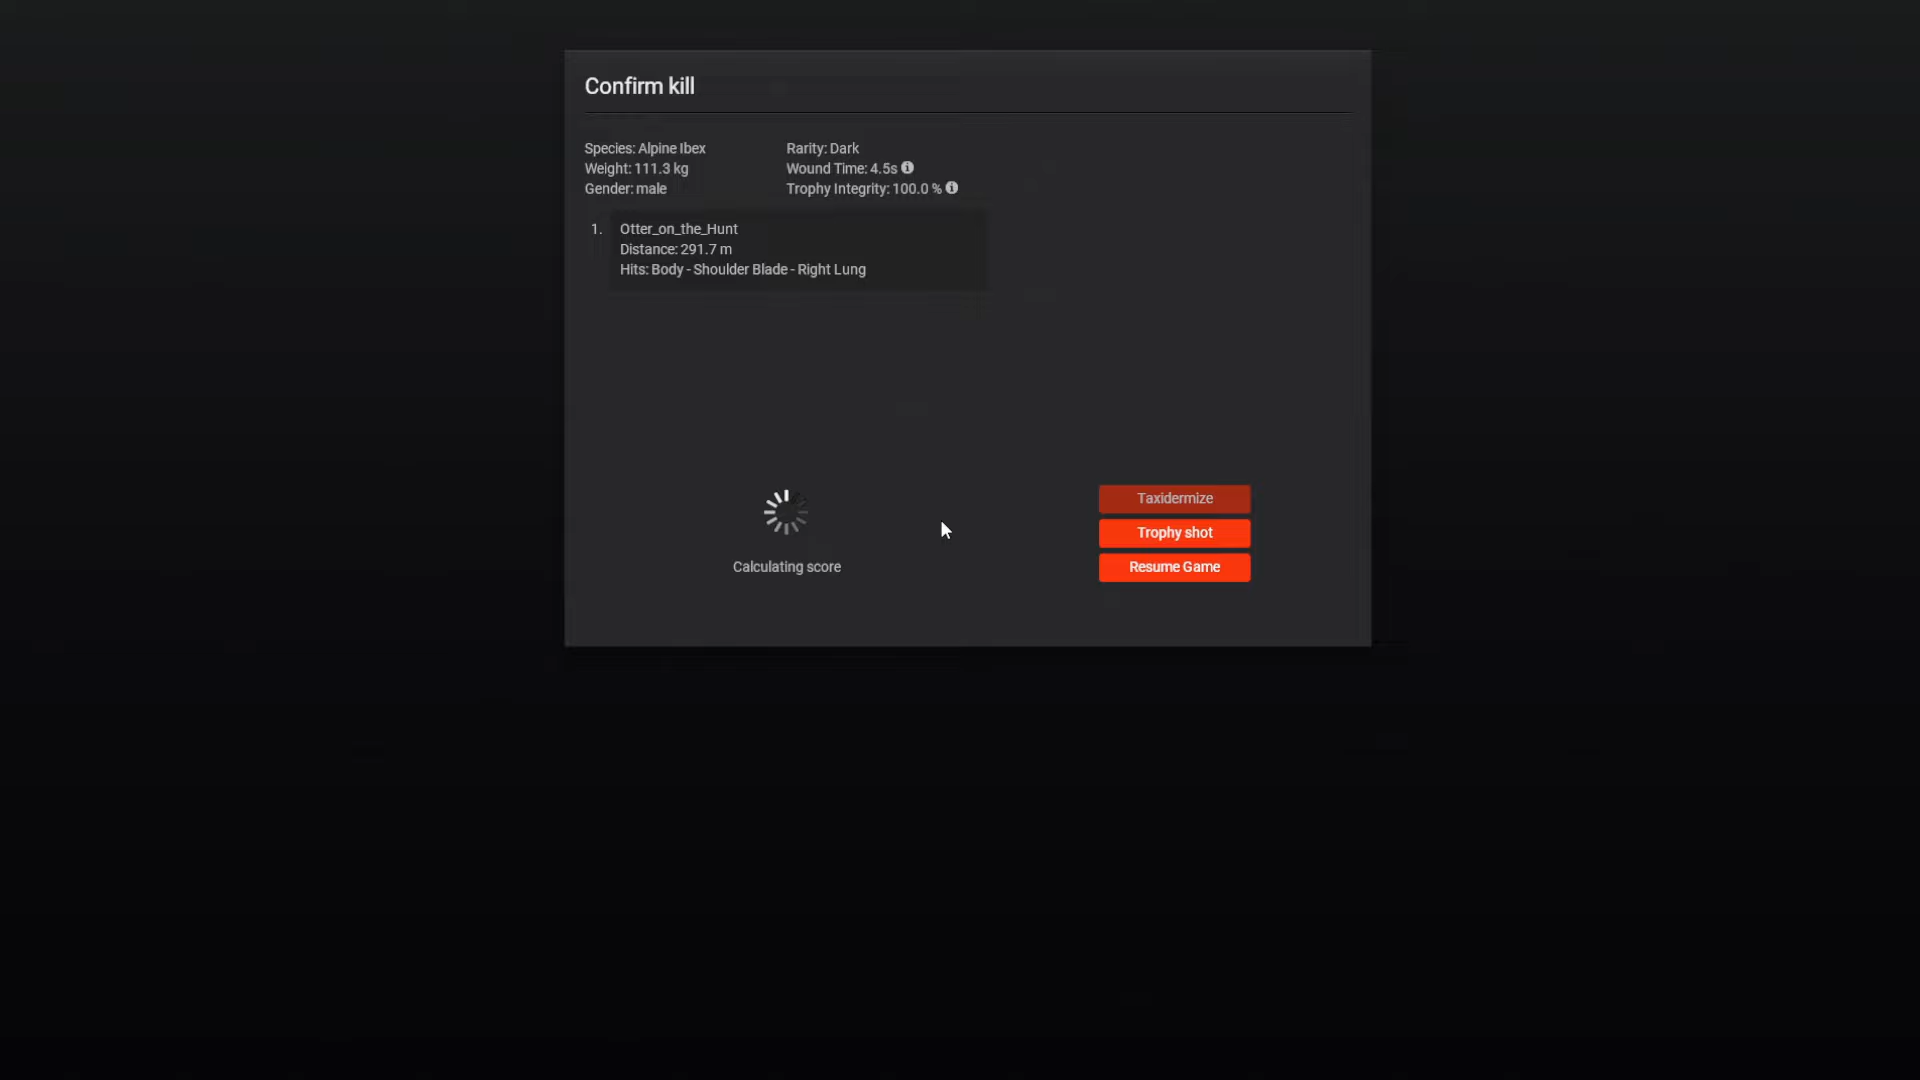 Confirm kill
Species: Alpine Ibex
Weight: 111.3 kg
Gender: male
Rarity: Dark
Wound Time: 4.5s
Trophy Integrity: 100.0 %
1.
Otter_on_the_Hunt
Distance: 291.7 m
Hits: Body - Shoulder Blade - Right Lung
Calculating score
Taxidermize
Trophy shot
Resume Game